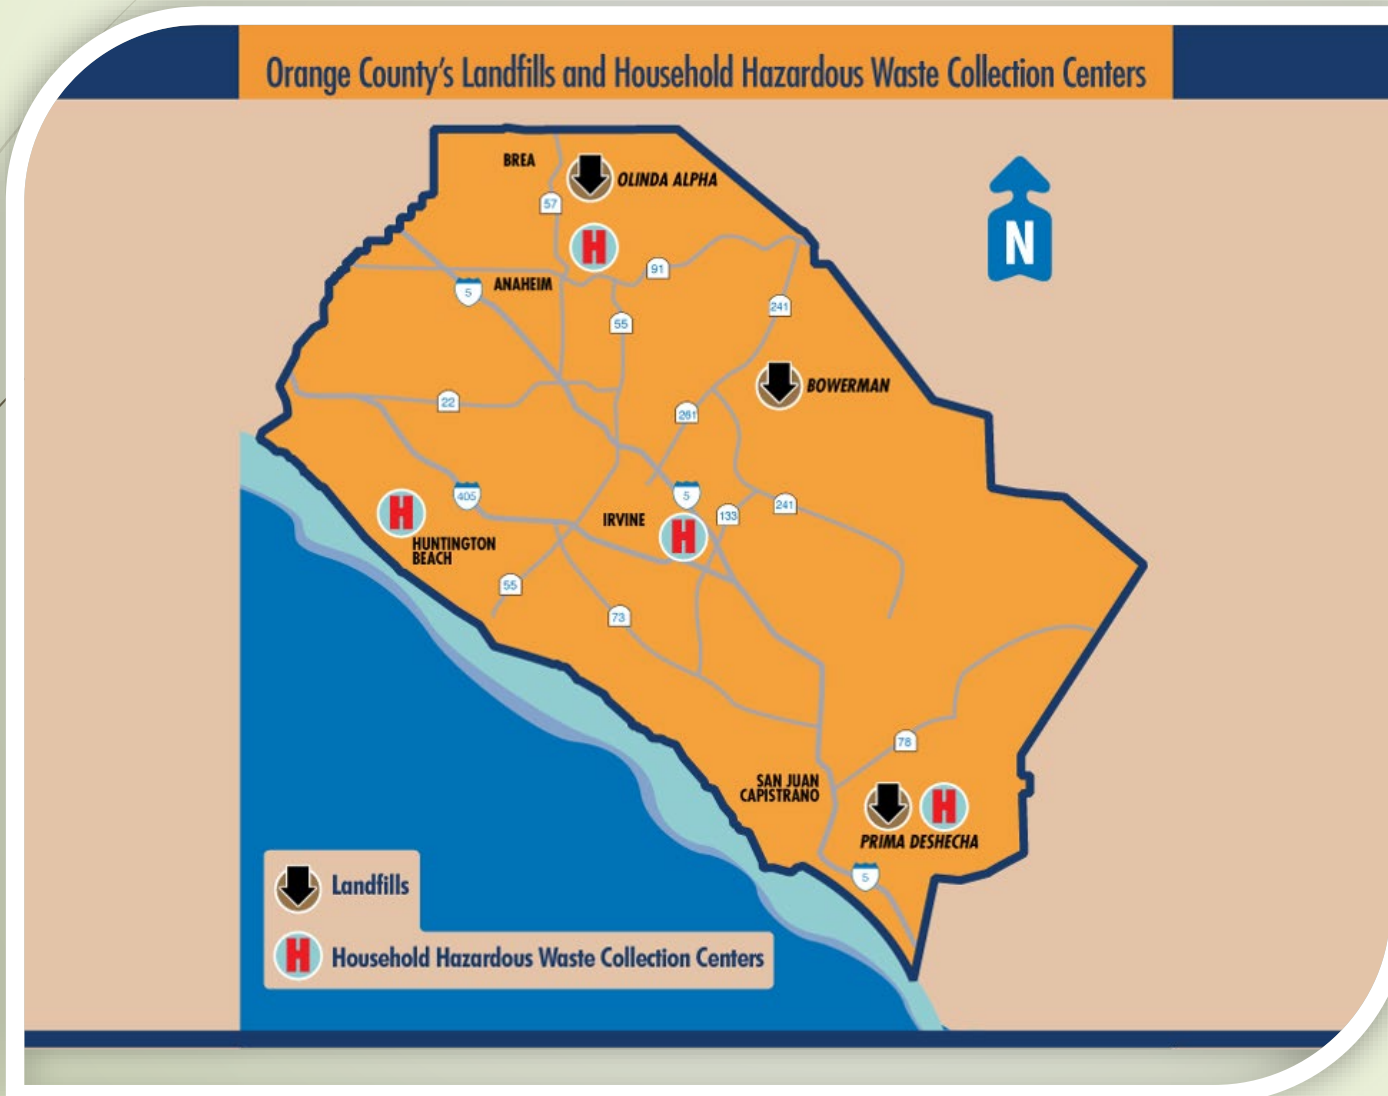 Orange County's Landfills and Household Hazardous Waste Collection Centers
BREA
OLINDA ALPHA
57
H
N
91
ANAHEIM
5
241
55
BOWERMAN
22
261
405
5
241
H
133
IRVINE
H
HUNTINGTON
BEACH
55
73
78
SAN JUAN
CAPISTRANO
H
PRIMA DESHECHA
5
Landfills
H
Household Hazardous Waste Collection Centers